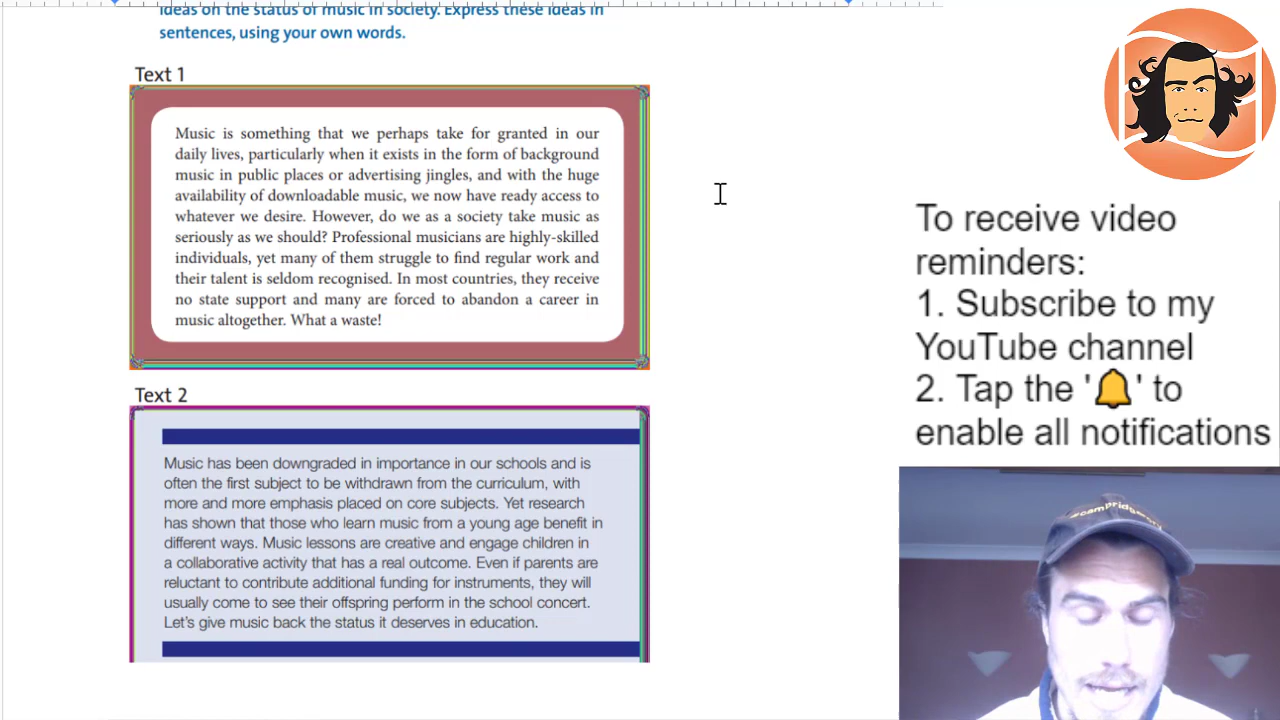 ideas on the status of music in society. Express these ideas in
sentences, using your own words.
Text 1
Music is something that we perhaps take for granted in our
daily lives, particularly when it exists in the form of background
music in public places or advertising jingles, and with the huge
availability of downloadable music, we now have ready access to
whatever we desire. However, do we as a society take music as
seriously as we should? Professional musicians are highly-skilled
individuals, yet many of them struggle to find regular work and
their talent is seldom recognised. In most countries, they receive
no state support and many are forced to abandon a career in
music altogether. What a waste!
Text 2
Music has been downgraded in importance in our schools and is
often the first subject to be withdrawn from the curriculum, with
more and more emphasis placed on core subjects. Yet research
has shown that those who learn music from a young age benefit in
different ways. Music lessons are creative and engage children in
a collaborative activity that has a real outcome. Even if parents are
reluctant to contribute additional funding for instruments, they will
usually come to see their offspring perform in the school concert.
Let's give music back the status it deserves in education.
To receive video
reminders:
1. Subscribe to my
YouTube channel
2. Tap the '🔔' to
enable all notifications